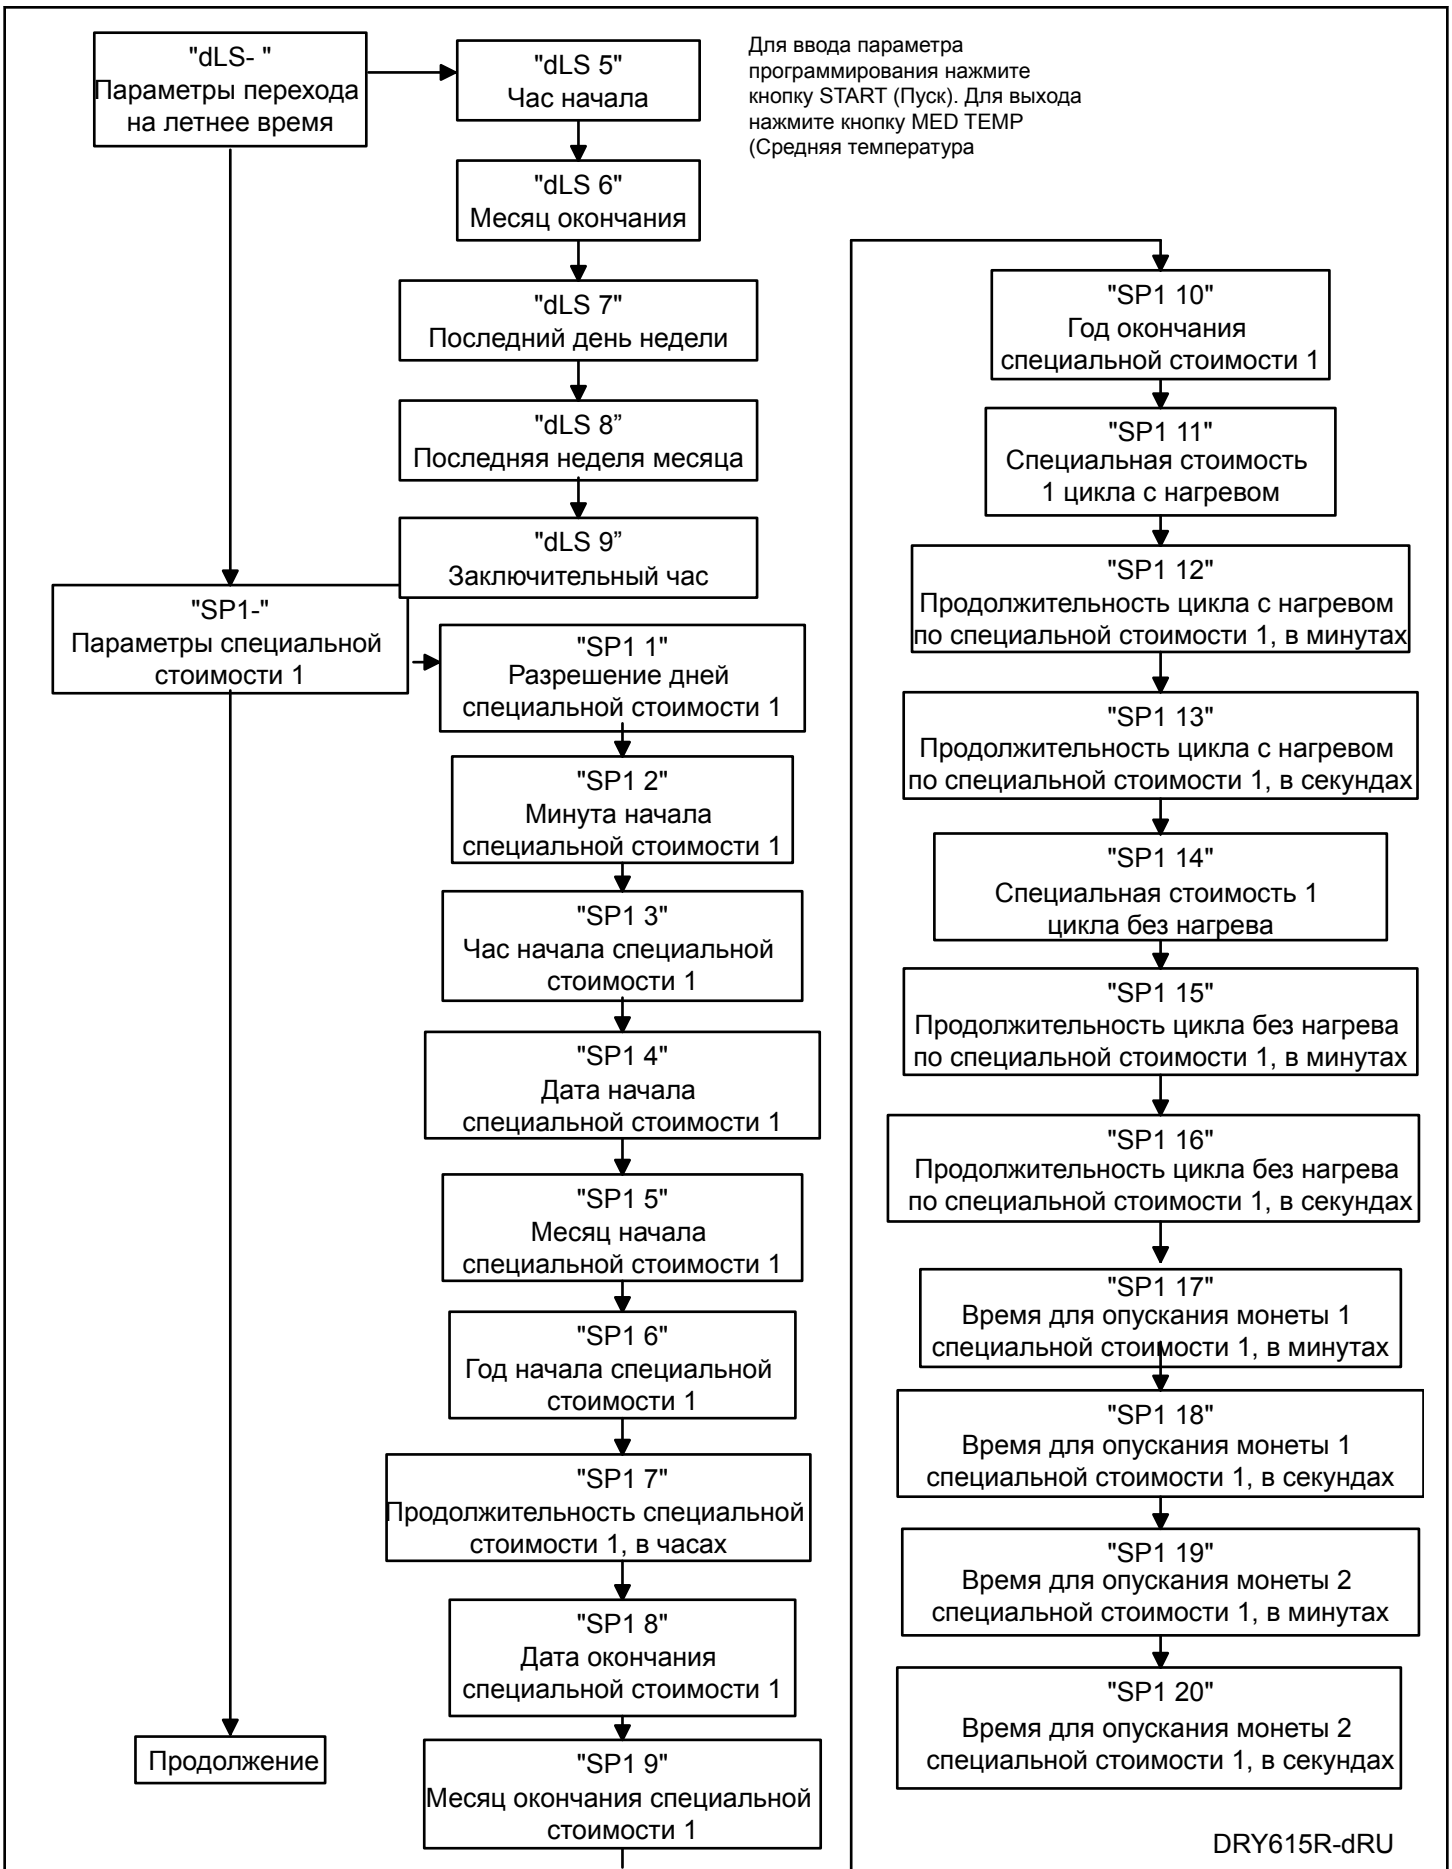 "dLS- "
Параметры перехода
на летнее время
"dLS 5"
Час начала
Для ввода параметра
программирования нажмите
кнопку START (Пуск). Для выхода
нажмите кнопку MED TEMP
(Средняя температура
"dLS 6"
Месяц окончания
"dLS 7"
Последний день недели
"dLS 8”
Последняя неделя месяца
"dLS 9”
Заключительный час
"SP1-"
Параметры специальной
стоимости 1
"SP1 1"
Разрешение дней
специальной стоимости 1
"SP1 2"
Минута начала
специальной стоимости 1
"SP1 3"
Час начала специальной
стоимости 1
"SP1 4"
Дата начала
специальной стоимости 1
"SP1 5"
Месяц начала
специальной стоимости 1
"SP1 6"
Год начала специальной
стоимости 1
"SP1 7"
Продолжительность специальной
стоимости 1, в часах
"SP1 8"
Дата окончания
специальной стоимости 1
"SP1 9"
Месяц окончания специальной
стоимости 1
Продолжение
"SP1 10"
Год окончания
специальной стоимости 1
"SP1 11"
Специальная стоимость
1 цикла с нагревом
"SP1 12"
Продолжительность цикла с нагревом
по специальной стоимости 1, в минутах
"SP1 13"
Продолжительность цикла с нагревом
по специальной стоимости 1, в секундах
"SP1 14"
Специальная стоимость 1
цикла без нагрева
"SP1 15"
Продолжительность цикла без нагрева
по специальной стоимости 1, в минутах
"SP1 16"
Продолжительность цикла без нагрева
по специальной стоимости 1, в секундах
"SP1 17"
Время для опускания монеты 1
специальной стоимости 1, в минутах
"SP1 18"
Время для опускания монеты 1
специальной стоимости 1, в секундах
"SP1 19"
Время для опускания монеты 2
специальной стоимости 1, в минутах
"SP1 20"
Время для опускания монеты 2
специальной стоимости 1, в секундах
DRY615R-dRU